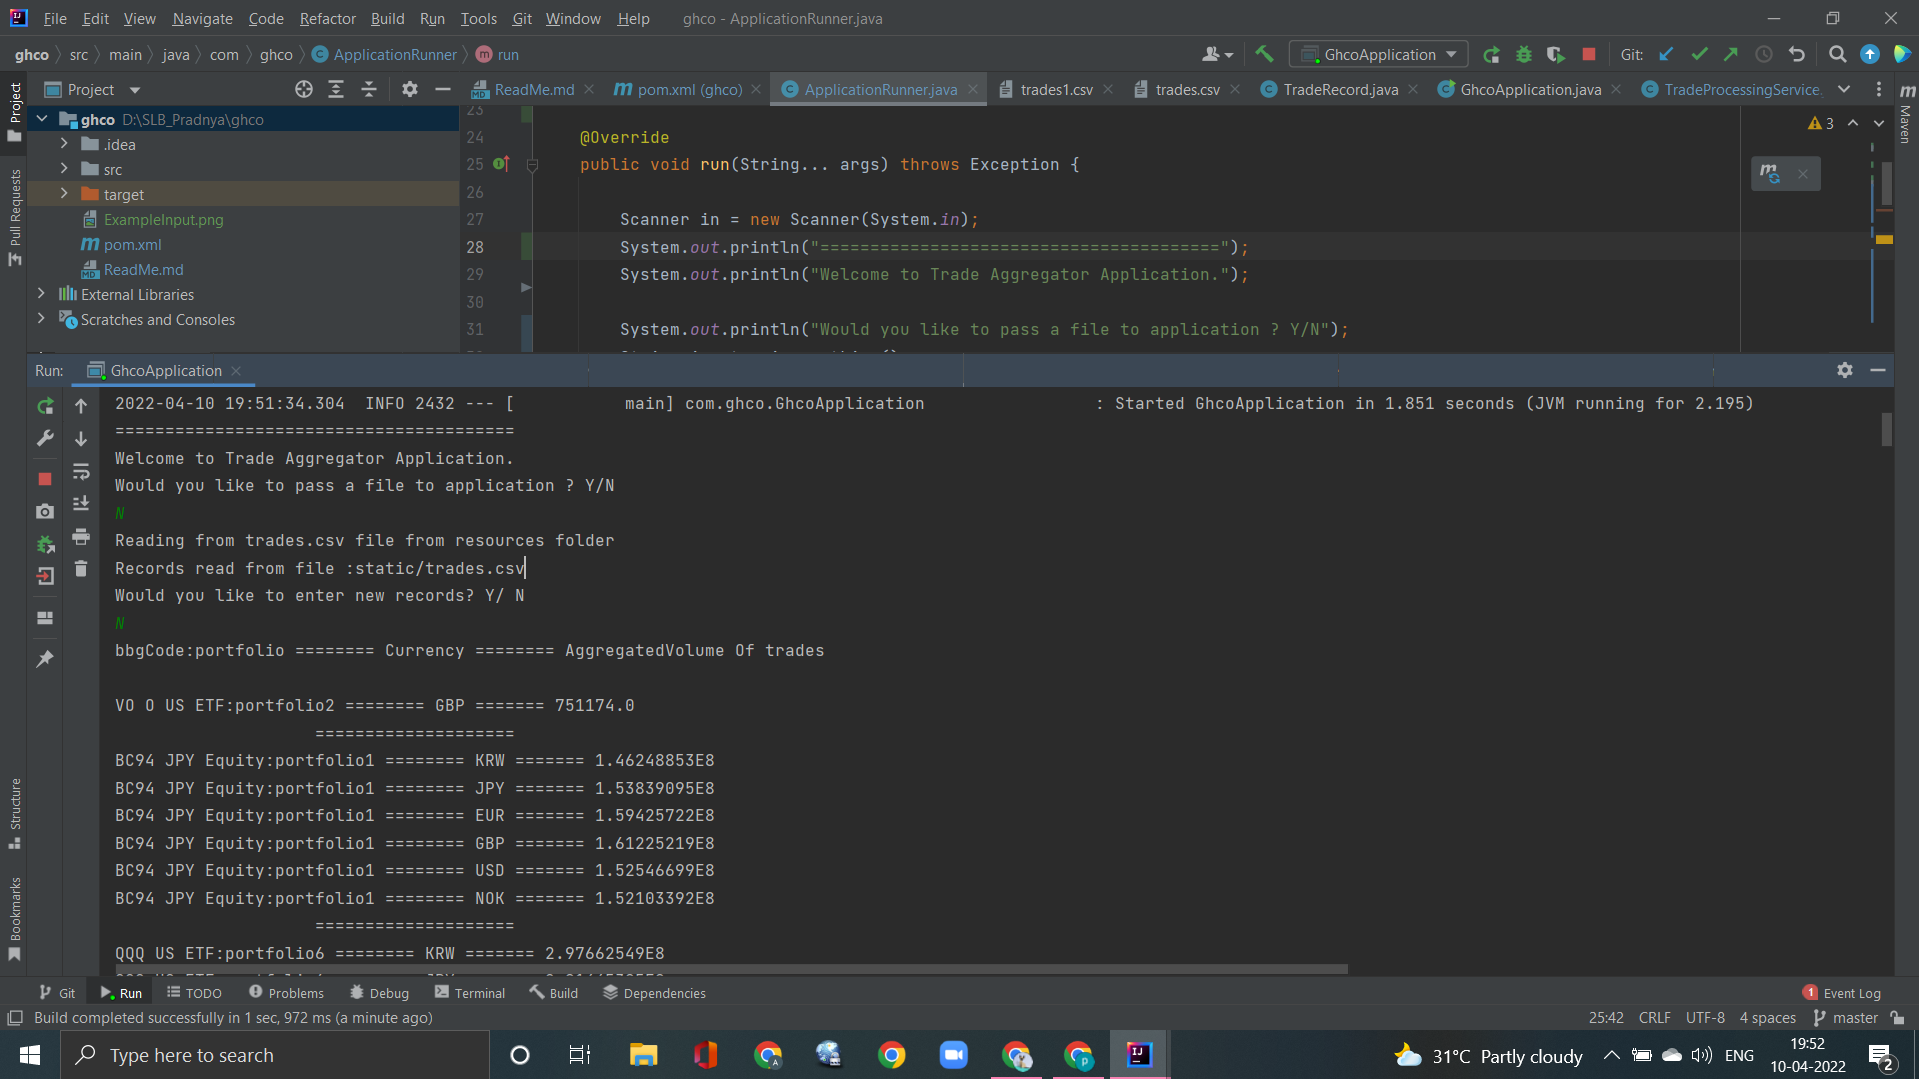 File Edit View Navigate Code Refactor Build Run Tools Git Window Help ghco - ApplicationRunner.java
ghco src main java com ghco ApplicationRunner run GhcoApplication Git:
Project ReadMe.md pom.xml (ghco) ApplicationRunner.java trades1.csv trades.csv TradeRecord.java GhcoApplication.java TradeProcessingService
Project
Pull Requests
Structure
Bookmarks
Maven
ghco D:\SLB_Pradnya\ghco
.idea
src
target
ExampleInput.png
pom.xml
ReadMe.md
External Libraries
Scratches and Consoles
3
23
24 @Override
25 public void run(String... args) throws Exception {
26
27 Scanner in = new Scanner(System.in);
28 System.out.println("========================================");
29 System.out.println("Welcome to Trade Aggregator Application.");
30
31 System.out.println("Would you like to pass a file to application ? Y/N");
Run: GhcoApplication
2022-04-10 19:51:34.304  INFO 2432 --- [           main] com.ghco.GhcoApplication                 : Started GhcoApplication in 1.851 seconds (JVM running for 2.195)
========================================
Welcome to Trade Aggregator Application.
Would you like to pass a file to application ? Y/N
N
Reading from trades.csv file from resources folder
Records read from file :static/trades.csv
Would you like to enter new records? Y/ N
N
bbgCode:portfolio ======== Currency ======== AggregatedVolume Of trades
VO O US ETF:portfolio2 ======== GBP ======= 751174.0
====================
BC94 JPY Equity:portfolio1 ======== KRW ======= 1.46248853E8
BC94 JPY Equity:portfolio1 ======== JPY ======= 1.53839095E8
BC94 JPY Equity:portfolio1 ======== EUR ======= 1.59425722E8
BC94 JPY Equity:portfolio1 ======== GBP ======= 1.61225219E8
BC94 JPY Equity:portfolio1 ======== USD ======= 1.52546699E8
BC94 JPY Equity:portfolio1 ======== NOK ======= 1.52103392E8
====================
QQQ US ETF:portfolio6 ======== KRW ======= 2.97662549E8
Git Run TODO Problems Debug Terminal Build Dependencies 1 Event Log
Build completed successfully in 1 sec, 972 ms (a minute ago) 25:42 CRLF UTF-8 4 spaces master
Type here to search 31°C Partly cloudy ENG 19:52
10-04-2022 2